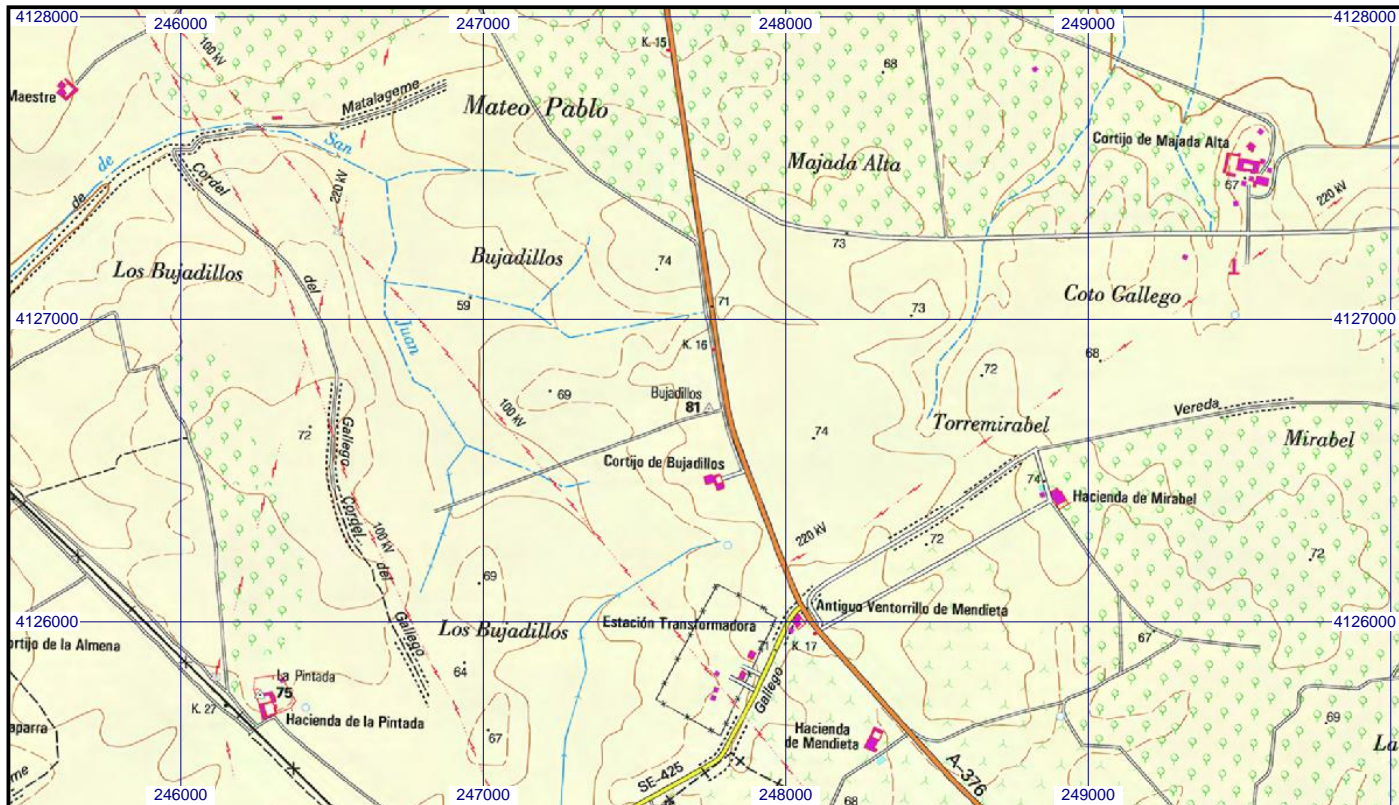 4128000
246000
247000
248000
249000
4128000
100 kV
K.-15
68
Maestre
Matalageme
Mateo Pablo
Cortijo de Majada Alta
de
San
Cordel
220 kV
Majada Alta
67
220 kV
de
73
Los Bujadillos
del
Bujadillos
74
1
Coto Gallego
59
71
73
4127000
Juan
4127000
K. 16
68
72
69
Bujadillos
81
100 kV
Vereda
Gallego
72
74
Torremirabel
Mirabel
Cortijo de Bujadillos
74
Hacienda de Mirabel
Cordel
100 kV
220 kV
72
72
del
69
Antiguo Ventorrillo de Mendieta
4126000
Gallego
Los Bujadillos
Estación Transformadora
4126000
ortijo de la Almena
71
K. 17
67
64
La Pintada
75
Gallego
K. 27
Hacienda de la Pintada
69
aparra
67
Hacienda
de Mendieta
La
me
SE-425
A-376
68
246000
247000
248000
249000